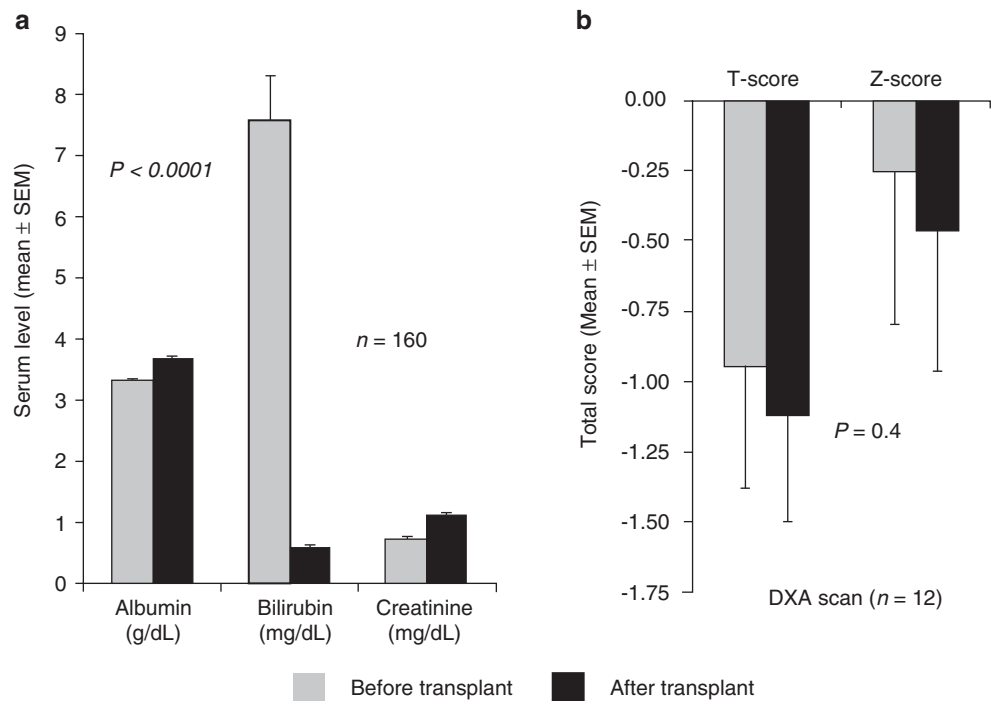 a
Serum level (mean ± SEM)
9
8
7
6
5
4
3
2
1
0
P < 0.0001
n = 160
Albumin
(g/dL)
Bilirubin
(mg/dL)
Creatinine
(mg/dL)
b
T-score
Z-score
Total score (Mean ± SEM)
0.00
-0.25
-0.50
-0.75
-1.00
-1.25
-1.50
-1.75
P = 0.4
DXA scan (n = 12)
Before transplant
After transplant